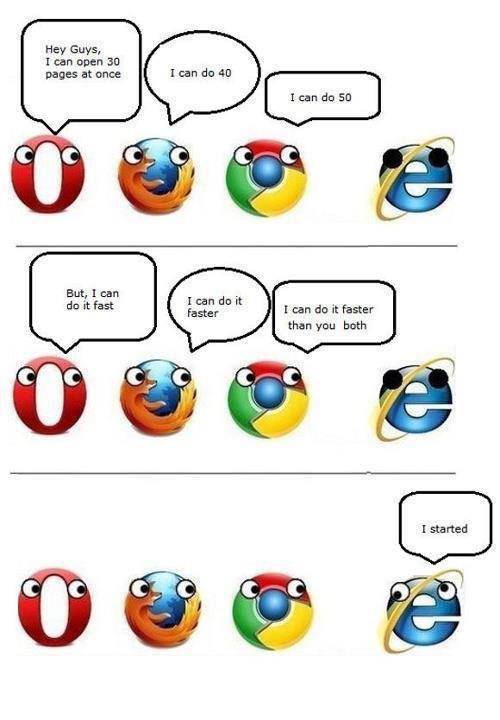 Hey Guys,
I can open 30
pages at once
I can do 40
I can do 50
But, I can
do it fast
I can do it
faster
I can do it faster
than you both
I started